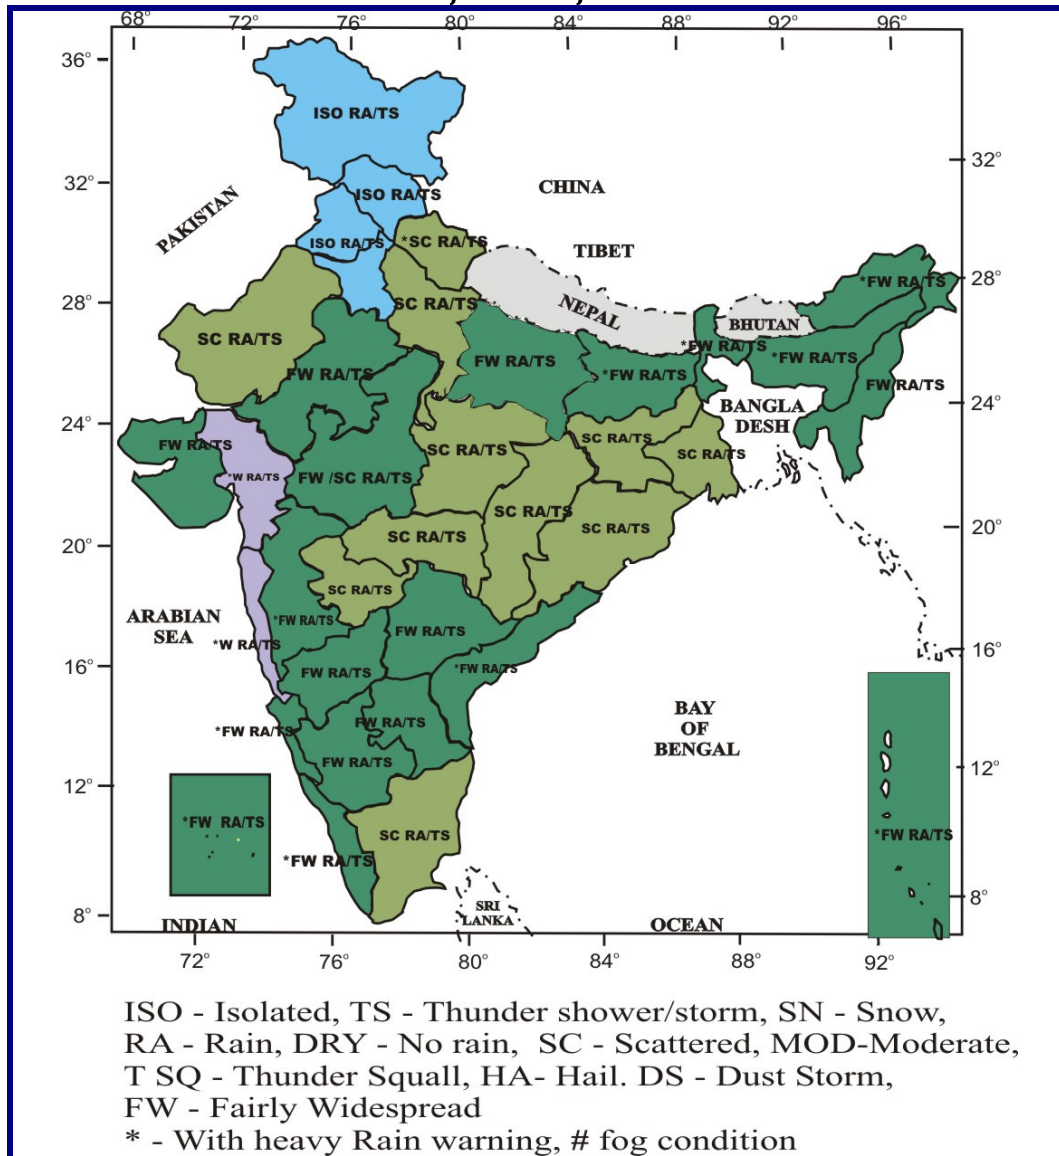 68° 72° 76° 80° 84° 88° 92° 96°
36°
ISO RA/TS
32°
32°
ISO RA/TS
CHINA
PAKISTAN
ISO RA/TS
*SC RA/TS
TIBET
28°
*FW RA/TS
28°
SC RA/TS
NEPAL
BHUTAN
SC RA/TS
*FW RA/TS
*FW RA/TS
FW RA/TS
FW RA/TS
*FW RA/TS
FW RA/TS
24°
BANGLA
DESH
24°
FW RA/TS
SC RA/TS
SC RA/TS
SC RA/TS
*W RA/TS
FW /SC RA/TS
SC RA/TS
SC RA/TS
20°
20°
SC RA/TS
SC RA/TS
ARABIAN
SEA
*FW RA/TS
FW RA/TS
*W RA/TS
16°
16°
FW RA/TS
*FW RA/TS
BAY
OF
BENGAL
*FW RA/TS
FW RA/TS
FW RA/TS
12°
12°
*FW RA/TS
SC RA/TS
*FW RA/TS
*FW RA/TS
8°
8°
SRI
LANKA
INDIAN
OCEAN
72° 76° 80° 84° 88° 92°
ISO - Isolated, TS - Thunder shower/storm, SN - Snow,
RA - Rain, DRY - No rain, SC - Scattered, MOD-Moderate,
T SQ - Thunder Squall, HA- Hail. DS - Dust Storm,
FW - Fairly Widespread
* - With heavy Rain warning, # fog condition